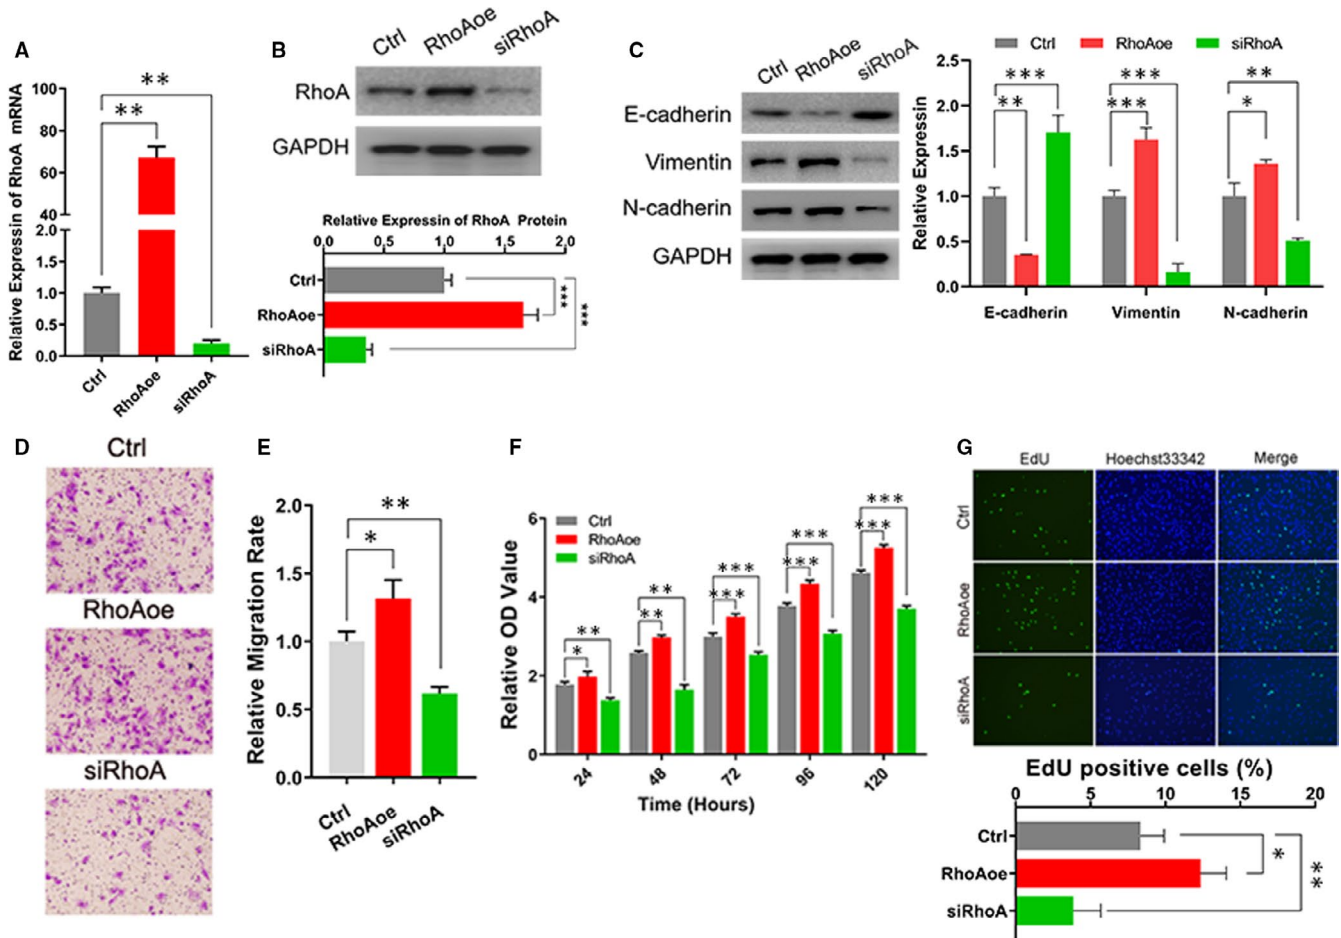 A
Relative Expressin of RhoA mRNA
100
80
60
40
2.0
1.5
1.0
0.5
0.0
**
**
Ctrl
RhoAoe
siRhoA
B
Ctrl
RhoAoe
siRhoA
RhoA
GAPDH
Relative Expressin of RhoA Protein
0.0
0.5
1.0
1.5
2.0
Ctrl
RhoAoe
siRhoA
***
***
C
Ctrl
RhoAoe
siRhoA
E-cadherin
Vimentin
N-cadherin
GAPDH
Ctrl
RhoAoe
siRhoA
Relative Expressin
2.5
2.0
1.5
1.0
0.5
0.0
***
**
***
***
**
*
E-cadherin
Vimentin
N-cadherin
D
Ctrl
RhoAoe
siRhoA
E
Relative Migration Rate
2.0
1.5
1.0
0.5
0.0
**
*
Ctrl
RhoAoe
siRhoA
F
Relative OD Value
6
4
2
0
Ctrl
RhoAoe
siRhoA
**
*
**
**
***
***
***
***
***
***
24
48
72
96
120
Time (Hours)
G
EdU
Hoechst33342
Merge
Ctrl
RhoAoe
siRhoA
EdU positive cells (%)
0
5
10
15
20
Ctrl
RhoAoe
siRhoA
*
**